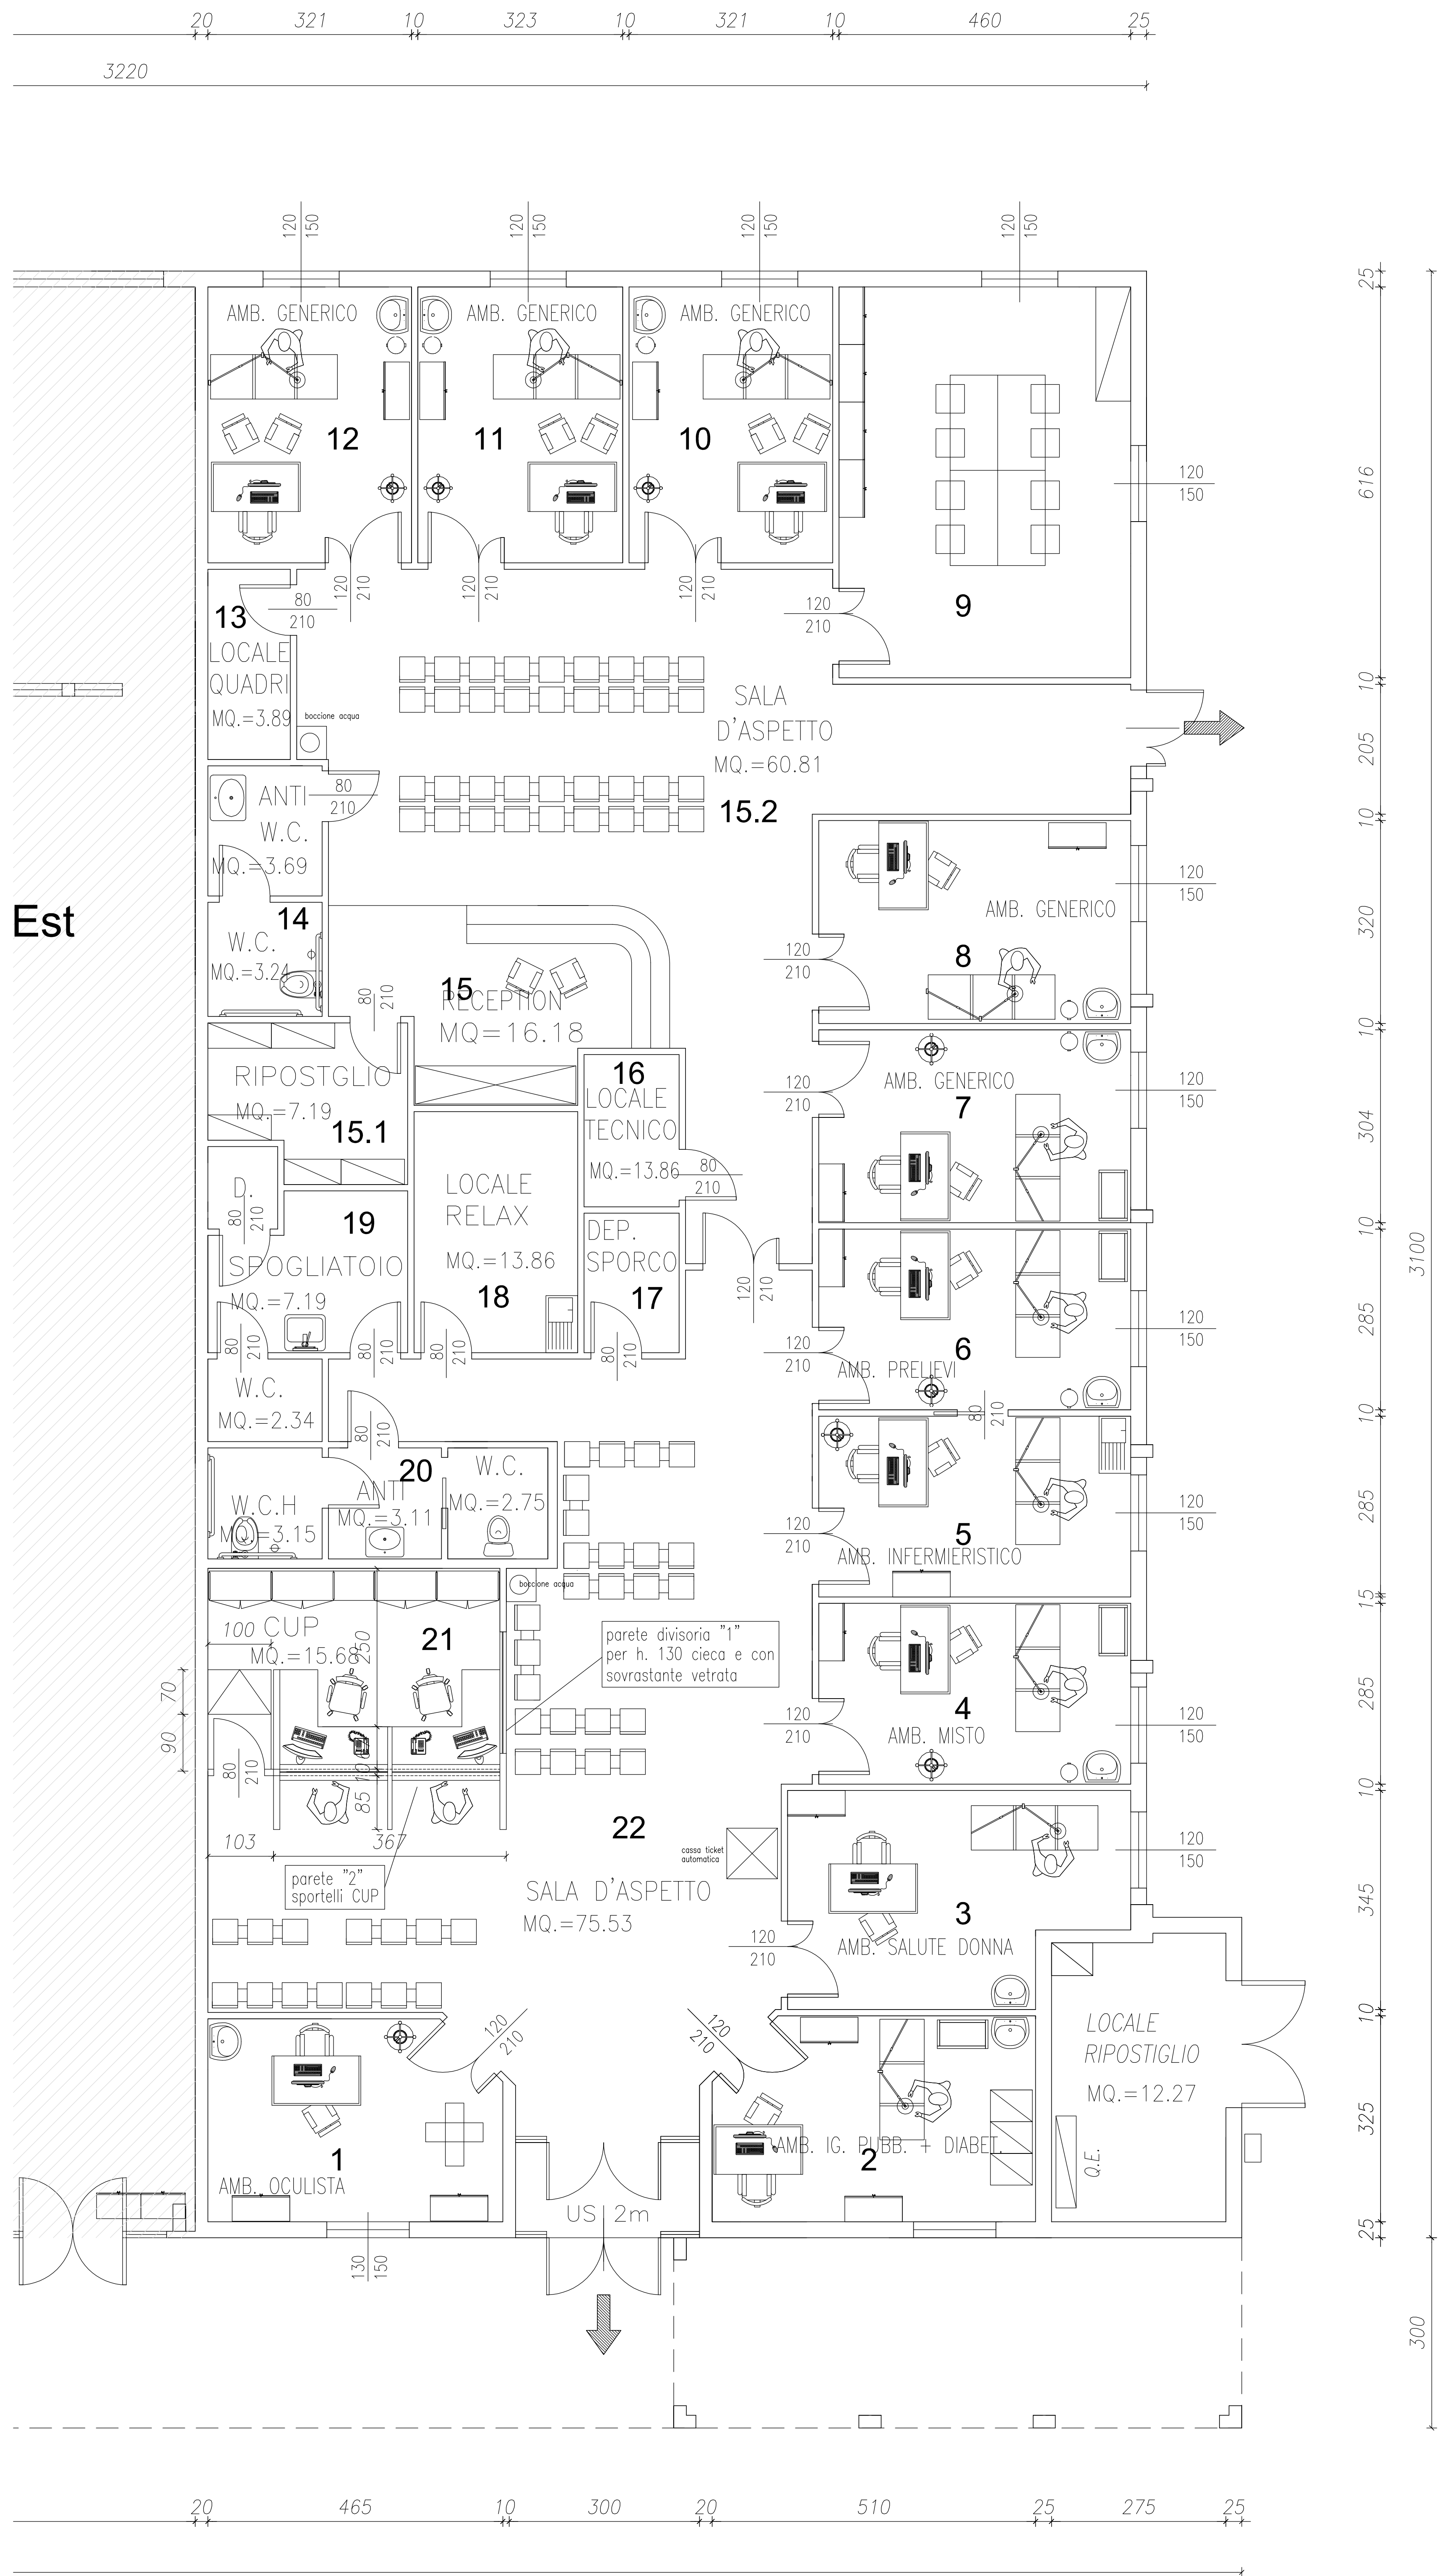 20 321 10 323 10 321 10 460 25
3220
120 150
120 150
120 150
120 150
25
AMB. GENERICO
AMB. GENERICO
AMB. GENERICO
12
11
10
120
150
616
120 210
120 210
120 210
9
120
210
13
80
210
LOCALE
QUADRI
MQ.=3.89
boccione acqua
SALA
D'ASPETTO
MQ.=60.81
15.2
10
205
10
ANTI
W.C.
MQ.=3.69
80
210
120
150
AMB. GENERICO
320
Est
14
W.C.
MQ.=3.24
15
RECEPTION
MQ=16.18
80 210
120
210
8
10
RIPOSTGLIO
MQ.=7.19
15.1
16
LOCALE
TECNICO
MQ.=13.86
80
210
120
210
AMB. GENERICO
7
120
150
304
D.
80 210
19
SPOGLIATOIO
MQ.=7.19
LOCALE
RELAX
MQ.=13.86
18
DEP.
SPORCO
17
10
3100
120 210
80 210
80 210
80 210
80 210
120
210
6
AMB. PRELIEVI
120
150
285
W.C.
MQ.=2.34
80 210
80 210
10
20
W.C.
MQ.=2.75
ANTI
MQ.=3.11
W.C.H
MQ.=3.15
120
210
5
AMB. INFERMIERISTICO
120
150
285
boccione acqua
15
100
CUP
MQ.=15.68
250
21
parete divisoria "1"
per h. 130 cieca e con
sovrastante vetrata
70
90
80 210
10
85
120
210
4
AMB. MISTO
120
150
285
10
103
367
22
cassa ticket
automatica
120
150
parete "2"
sportelli CUP
SALA D'ASPETTO
MQ.=75.53
120
210
3
AMB. SALUTE DONNA
345
10
120
210
120
210
LOCALE
RIPOSTIGLIO
MQ.=12.27
1
AMB. OCULISTA
AMB. IG. PUBB. + DIABET.
2
Q.E.
325
US 2m
25
130 150
300
20 465 10 300 20 510 25 275 25